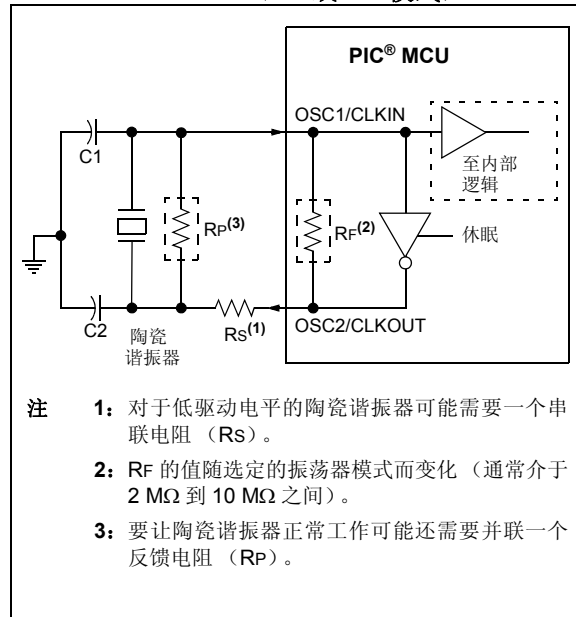 PIC® MCU
OSC1/CLKIN
C1
至内部
逻辑
RP(3)
RF(2)
休眠
C2
陶瓷
谐振器
RS(1)
OSC2/CLKOUT
注 1: 对于低驱动电平的陶瓷谐振器可能需要一个串
联电阻 （RS）。
2: RF 的值随选定的振荡器模式而变化 （通常介于
2 MΩ 到 10 MΩ 之间）。
3: 要让陶瓷谐振器正常工作可能还需要并联一个
反馈电阻 （RP）。